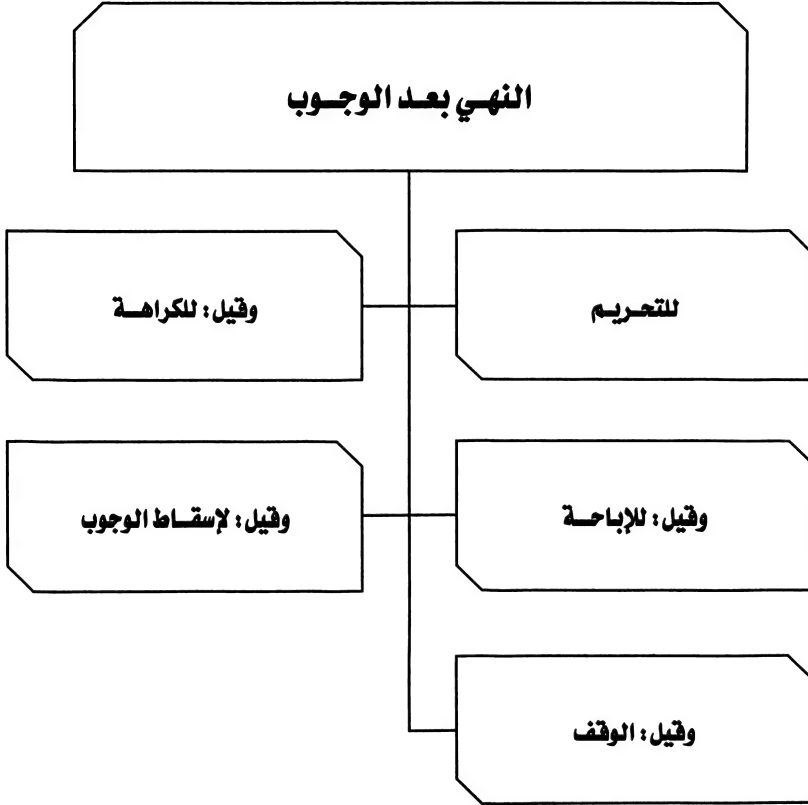 النهي بعد الوجوب
للتحريم
وقيل: للكراهة
وقيل: للإباحة
وقيل: لإسقاط الوجوب
وقيل: الوقف